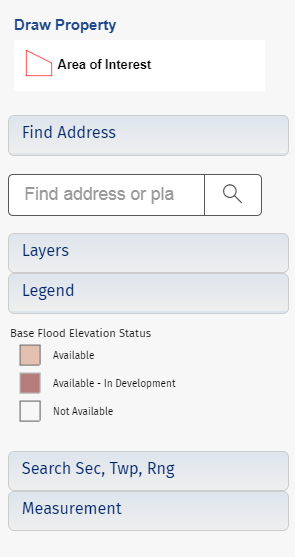 Draw Property
Area of Interest
Find Address
Find address or pla
Layers
Legend
Base Flood Elevation Status
Available
Available - In Development
Not Available
Search Sec, Twp, Rng
Measurement